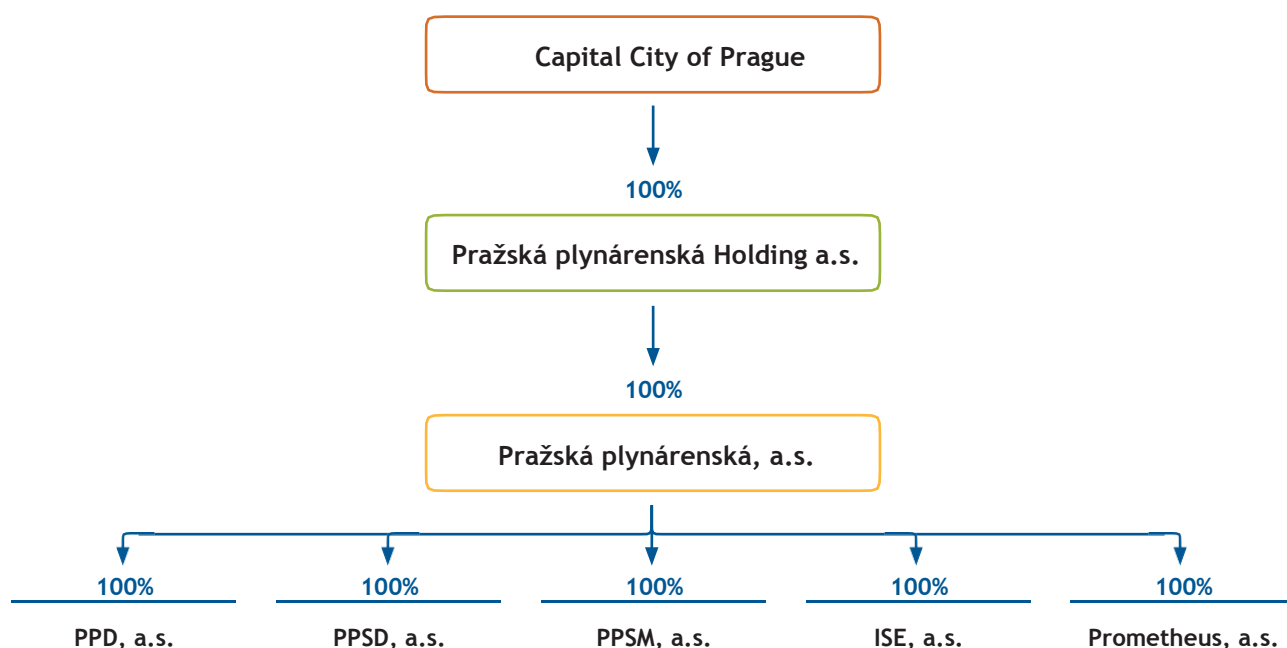 Capital City of Prague
100%
Pražská plynárenská Holding a.s.
100%
Pražská plynárenská, a.s.
100%
100%
100%
100%
100%
PPD, a.s.
PPSD, a.s.
PPSM, a.s.
ISE, a.s.
Prometheus, a.s.